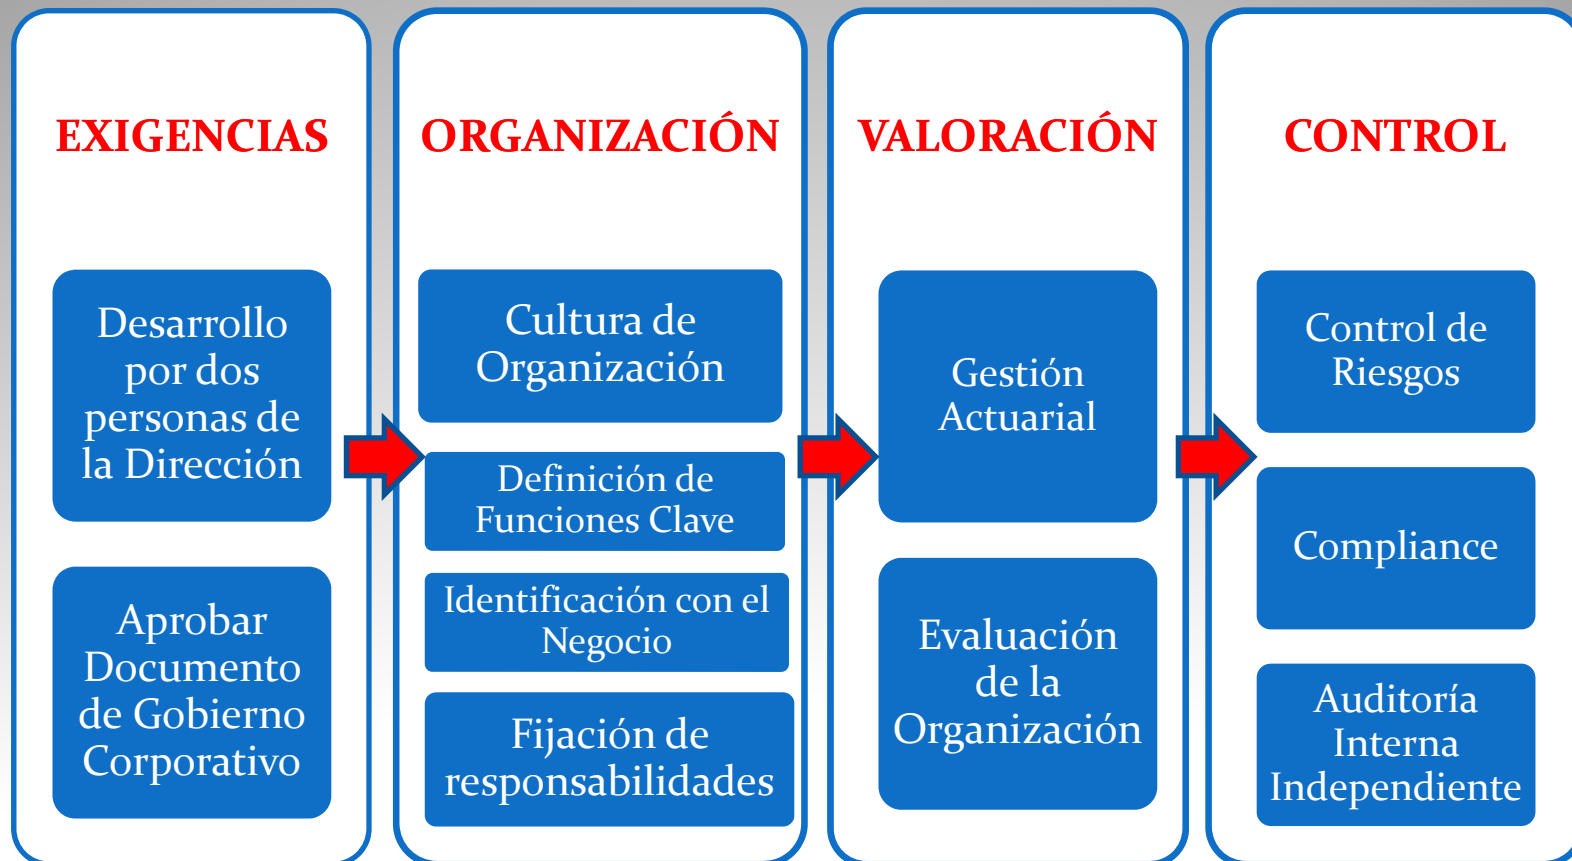 EXIGENCIAS
Desarrollo
por dos
personas de
la Dirección
Aprobar
Documento
de Gobierno
Corporativo
ORGANIZACIÓN
Cultura de
Organización
Definición de
Funciones Clave
Identificación con el
Negocio
Fijación de
responsabilidades
VALORACIÓN
Gestión
Actuarial
Evaluación
de la
Organización
CONTROL
Control de
Riesgos
Compliance
Auditoría
Interna
Independiente